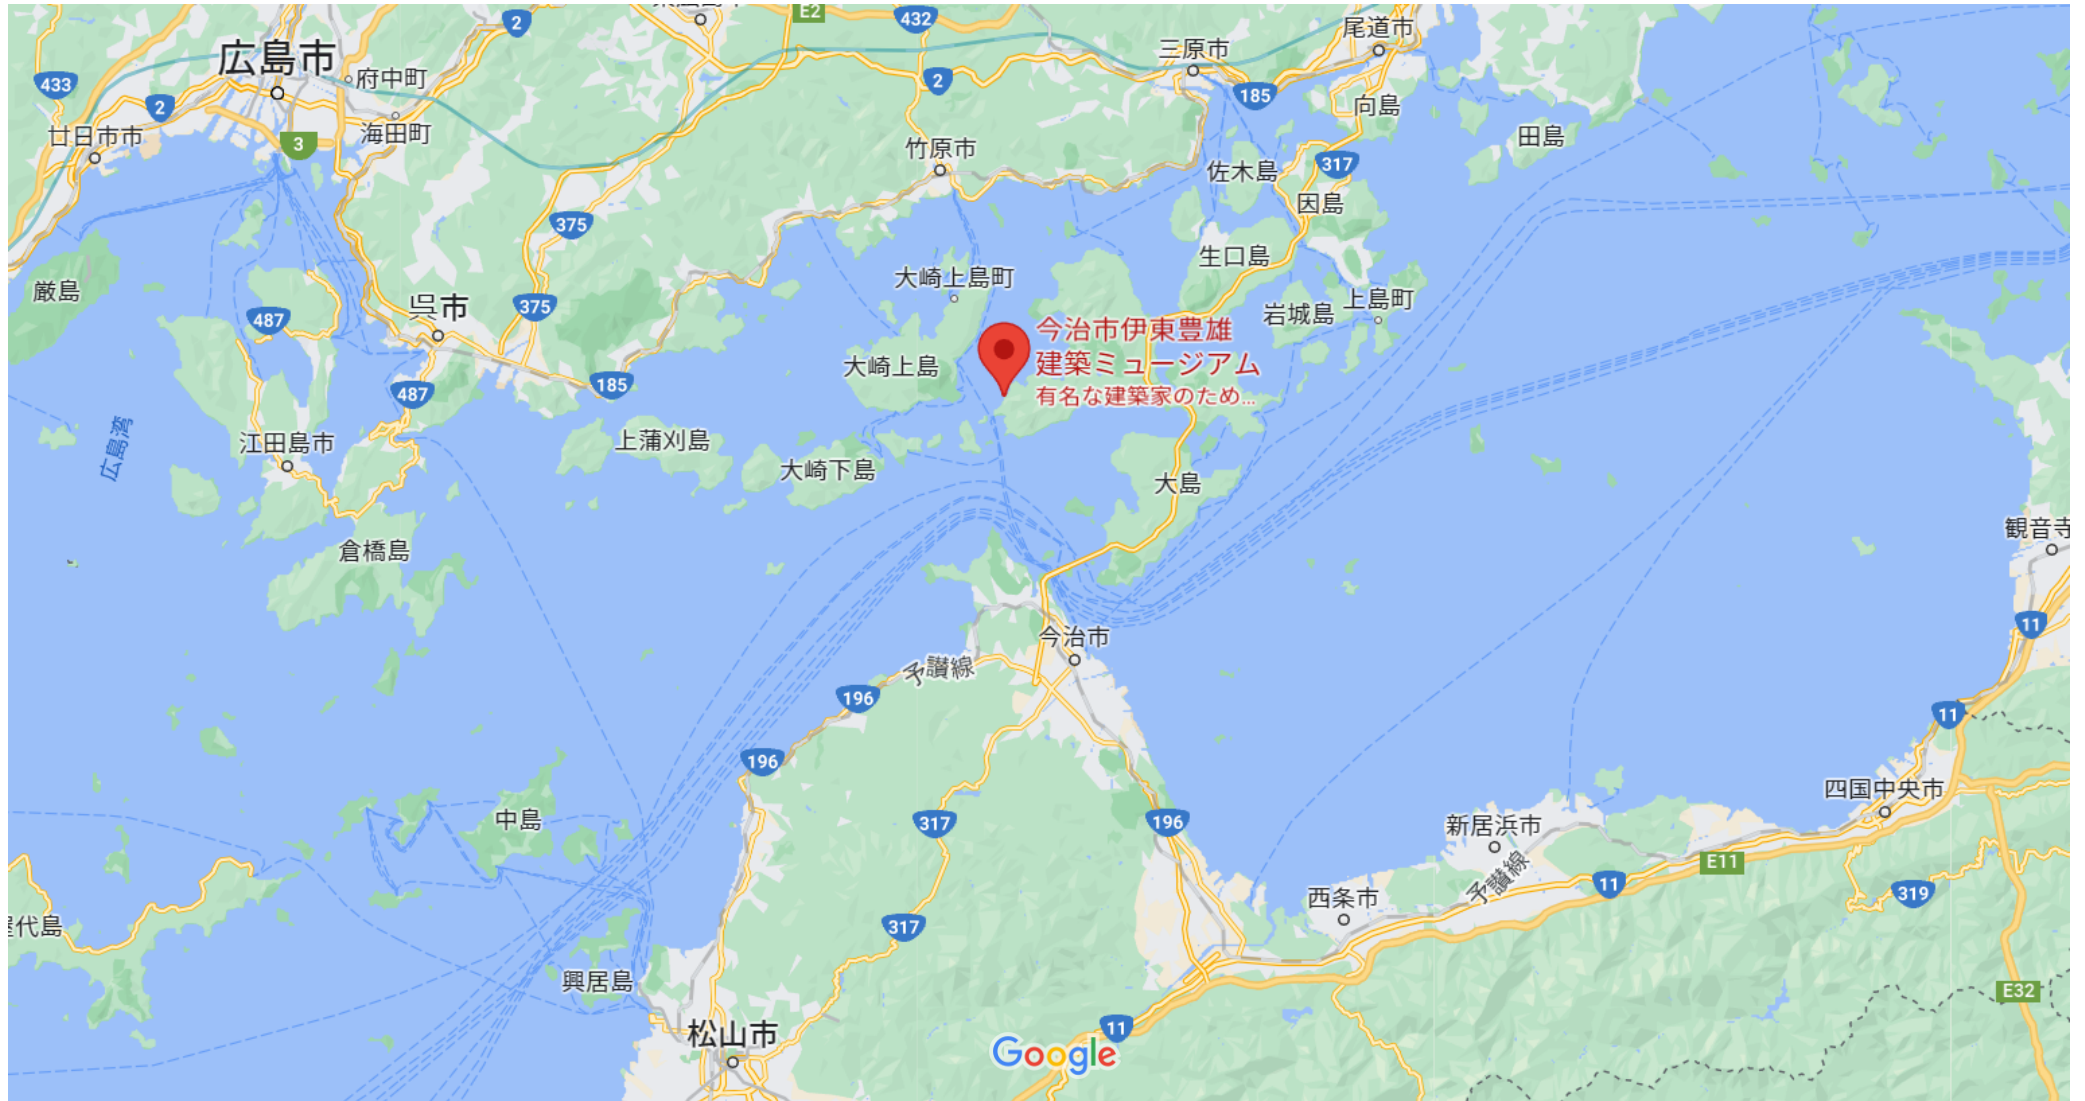 E2
432
2
尾道市
三原市
広島市
府中町
433
2
2
185
向島
海田町
廿日市市
3
竹原市
田島
佐木島
317
因島
375
生口島
大崎上島町
厳島
487
呉市
375
岩城島
上島町
今治市伊東豊雄
建築ミュージアム
有名な建築家のため...
大崎上島
185
487
広島湾
江田島市
上蒲刈島
大崎下島
大島
観音寺
倉橋島
11
今治市
予讃線
196
11
196
四国中央市
中島
317
196
新居浜市
E11
予讃線
11
319
西条市
317
代島
興居島
E32
松山市
11
Google